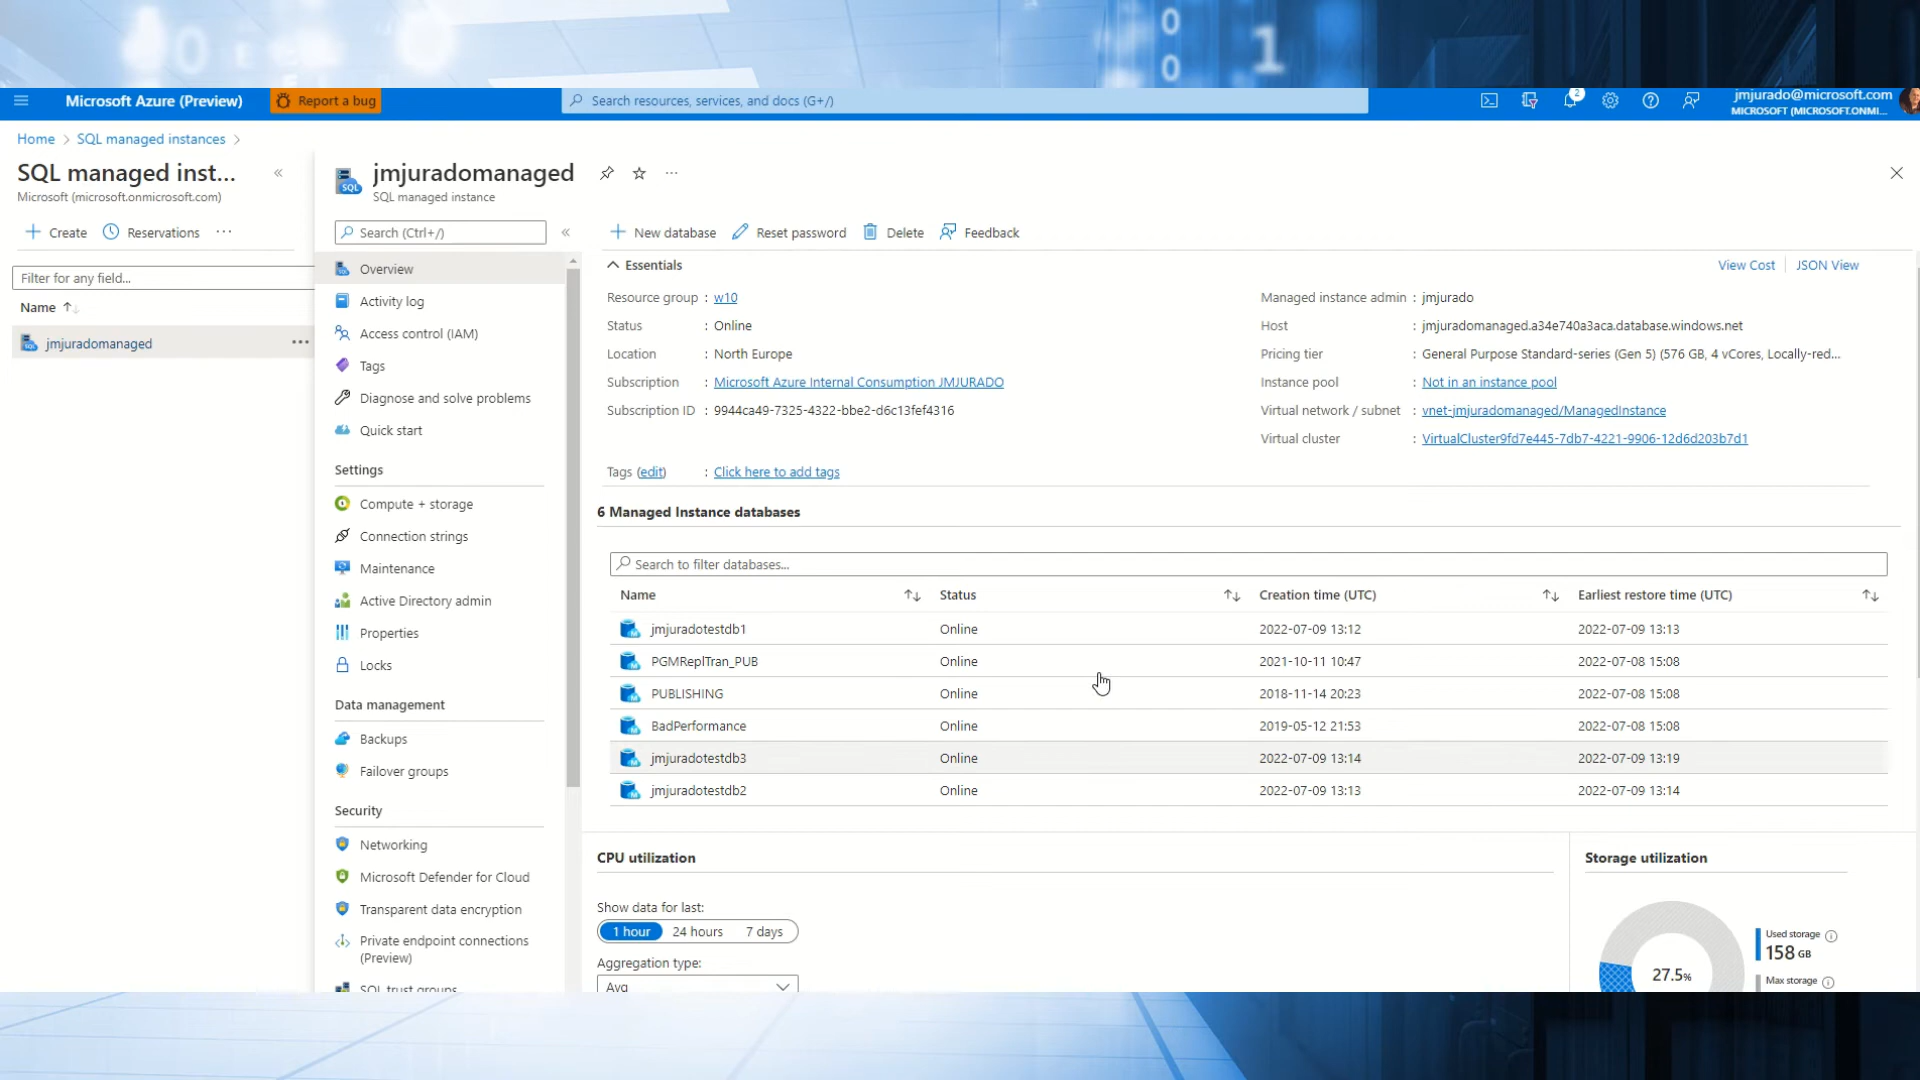 Microsoft Azure (Preview)
Report a bug
Search resources, services, and docs (G+/)
2
jmjurado@microsoft.com
MICROSOFT (MICROSOFT.ONMI...
Home > SQL managed instances >
SQL managed inst...
Microsoft (microsoft.onmicrosoft.com)
Create
Reservations
...
Filter for any field...
Name
jmjuradomanaged
...
SQL
jmjuradomanaged
...
SQL managed instance
Search (Ctrl+/)
Overview
Activity log
Access control (IAM)
Tags
Diagnose and solve problems
Quick start
Settings
Compute + storage
Connection strings
Maintenance
Active Directory admin
Properties
Locks
Data management
Backups
Failover groups
Security
Networking
Microsoft Defender for Cloud
Transparent data encryption
Private endpoint connections
(Preview)
SQL trust groups
New database
Reset password
Delete
Feedback
Essentials
View Cost
JSON View
Resource group : w10
Status : Online
Location : North Europe
Subscription : Microsoft Azure Internal Consumption JMJURADO
Subscription ID : 9944ca49-7325-4322-bbe2-d6c13fef4316
Managed instance admin : jmjurado
Host : jmjuradomanaged.a34e740a3aca.database.windows.net
Pricing tier : General Purpose Standard-series (Gen 5) (576 GB, 4 vCores, Locally-red...
Instance pool : Not in an instance pool
Virtual network / subnet : vnet-jmjuradomanaged/ManagedInstance
Virtual cluster : VirtualCluster9fd7e445-7db7-4221-9906-12d6d203b7d1
Tags (edit) : Click here to add tags
6 Managed Instance databases
Search to filter databases...
Name Status Creation time (UTC) Earliest restore time (UTC)
jmjuradotestdb1 Online 2022-07-09 13:12 2022-07-09 13:13
PGMReplTran_PUB Online 2021-10-11 10:47 2022-07-08 15:08
PUBLISHING Online 2018-11-14 20:23 2022-07-08 15:08
BadPerformance Online 2019-05-12 21:53 2022-07-08 15:08
jmjuradotestdb3 Online 2022-07-09 13:14 2022-07-09 13:19
jmjuradotestdb2 Online 2022-07-09 13:13 2022-07-09 13:14
CPU utilization
Show data for last:
1 hour 24 hours 7 days
Aggregation type:
Avg
Storage utilization
27.5%
Used storage
158 GB
Max storage